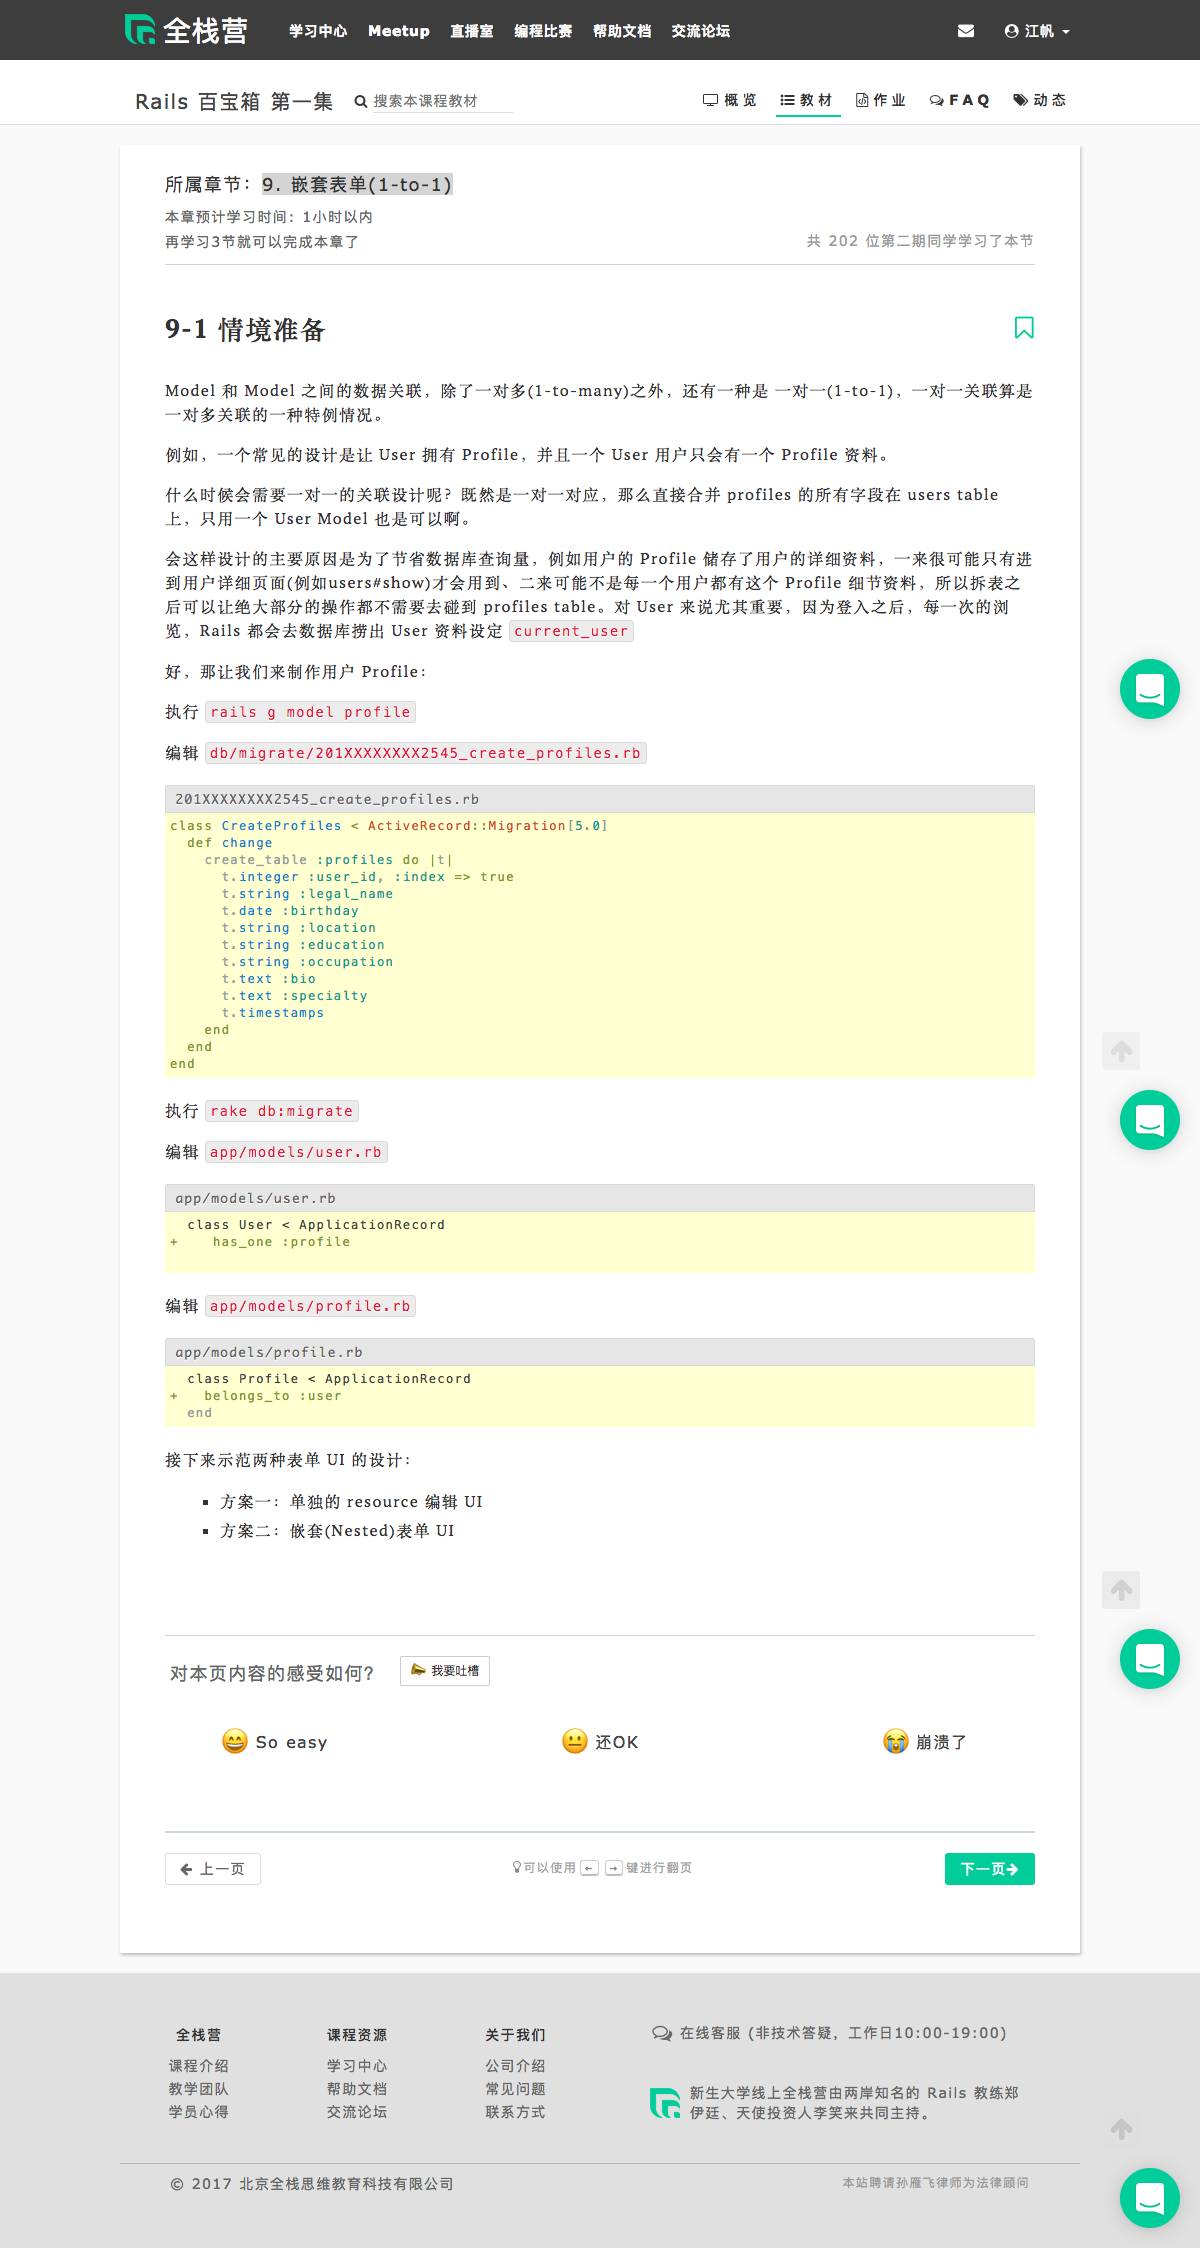 全栈营 学习中心 Meetup 直播室 编程比赛 帮助文档 交流论坛 江帆
Rails 百宝箱 第一集 搜索本课程教材 概览 教材 作业 FAQ 动态
所属章节：9. 嵌套表单(1-to-1)
本章预计学习时间：1小时以内
再学习3节就可以完成本章了
共 202 位第二期同学学习了本节
9-1 情境准备
Model 和 Model 之间的数据关联，除了一对多(1-to-many)之外，还有一种是 一对一(1-to-1)，一对一关联算是
一对多关联的一种特例情况。
例如，一个常见的设计是让 User 拥有 Profile，并且一个 User 用户只会有一个 Profile 资料。
什么时候会需要一对一的关联设计呢？既然是一对一对应，那么直接合并 profiles 的所有字段在 users table
上，只用一个 User Model 也是可以啊。
会这样设计的主要原因是为了节省数据库查询量，例如用户的 Profile 储存了用户的详细资料，一来很可能只有进
到用户详细页面(例如users#show)才会用到、二来可能不是每一个用户都有这个 Profile 细节资料，所以拆表之
后可以让绝大部分的操作都不需要去碰到 profiles table。对 User 来说尤其重要，因为登入之后，每一次的浏
览，Rails 都会去数据库捞出 User 资料设定 current_user
好，那让我们来制作用户 Profile：
执行 rails g model profile
编辑 db/migrate/201XXXXXXXX2545_create_profiles.rb
201XXXXXXXX2545_create_profiles.rb
class CreateProfiles < ActiveRecord::Migration[5.0]
  def change
    create_table :profiles do |t|
      t.integer :user_id, :index => true
      t.string :legal_name
      t.date :birthday
      t.string :location
      t.string :education
      t.string :occupation
      t.text :bio
      t.text :specialty
      t.timestamps
    end
  end
end
执行 rake db:migrate
编辑 app/models/user.rb
app/models/user.rb
  class User < ApplicationRecord
+    has_one :profile
编辑 app/models/profile.rb
app/models/profile.rb
  class Profile < ApplicationRecord
+   belongs_to :user
  end
接下来示范两种表单 UI 的设计：
▪ 方案一：单独的 resource 编辑 UI
▪ 方案二：嵌套(Nested)表单 UI
对本页内容的感受如何? 我要吐槽
So easy 还OK 崩溃了
上一页 可以使用 ← → 键进行翻页 下一页
全栈营 课程资源 关于我们 在线客服 (非技术答疑，工作日10:00-19:00)
课程介绍 学习中心 公司介绍
教学团队 帮助文档 常见问题
学员心得 交流论坛 联系方式
新生大学线上全栈营由两岸知名的 Rails 教练郑
伊廷、天使投资人李笑来共同主持。
© 2017 北京全栈思维教育科技有限公司 本站聘请孙雁飞律师为法律顾问